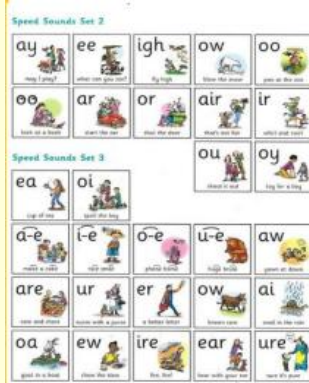 Speed Sounds Set 2
ay ee igh ow oo
may I play? what can you see? fly high blow the snow poo at the zoo
oo ar or air ir
look at a book start the car shut the door that's not fair whirl and twirl
ou oy
shout it out toy for a boy
Speed Sounds Set 3
ea oi
cup of tea spoil the boy
a-e i-e o-e u-e aw
make a cake nice smile phone home huge brute yawn at dawn
are ur er ow ai
care and share nurse with a purse a better letter brown cow snail in the rain
oa ew ire ear ure
goat in a boat chew the stew fire, fire! hear with your ear sure it's pure